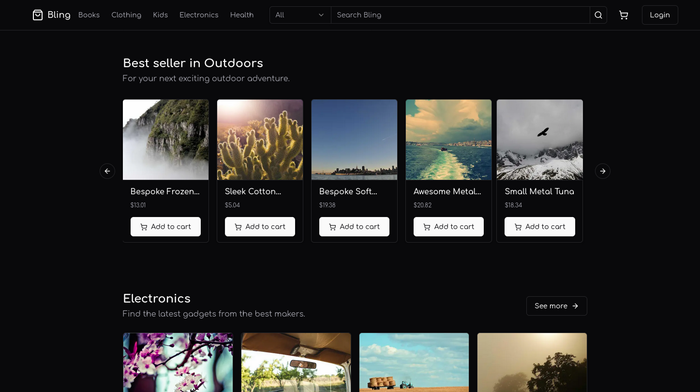 Bling Books Clothing Kids Electronics Health All Search Bling Login
Best seller in Outdoors
For your next exciting outdoor adventure.
Bespoke Frozen... Sleek Cotton... Bespoke Soft... Awesome Metal... Small Metal Tuna
$13.01 $5.04 $19.38 $20.82 $18.34
Add to cart Add to cart Add to cart Add to cart Add to cart
Electronics
See more
Find the latest gadgets from the best makers.